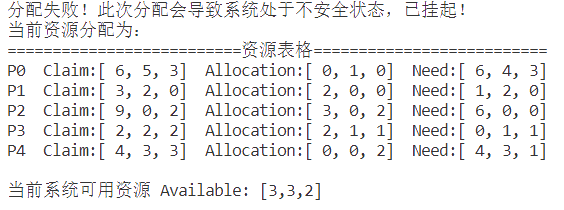 分配失败！此次分配会导致系统处于不安全状态，已挂起！
当前资源分配为：
==========================资源表格==========================
P0  Claim:[ 6, 5, 3]  Allocation:[ 0, 1, 0]  Need:[ 6, 4, 3]
P1  Claim:[ 3, 2, 0]  Allocation:[ 2, 0, 0]  Need:[ 1, 2, 0]
P2  Claim:[ 9, 0, 2]  Allocation:[ 3, 0, 2]  Need:[ 6, 0, 0]
P3  Claim:[ 2, 2, 2]  Allocation:[ 2, 1, 1]  Need:[ 0, 1, 1]
P4  Claim:[ 4, 3, 3]  Allocation:[ 0, 0, 2]  Need:[ 4, 3, 1]
当前系统可用资源 Available: [3,3,2]